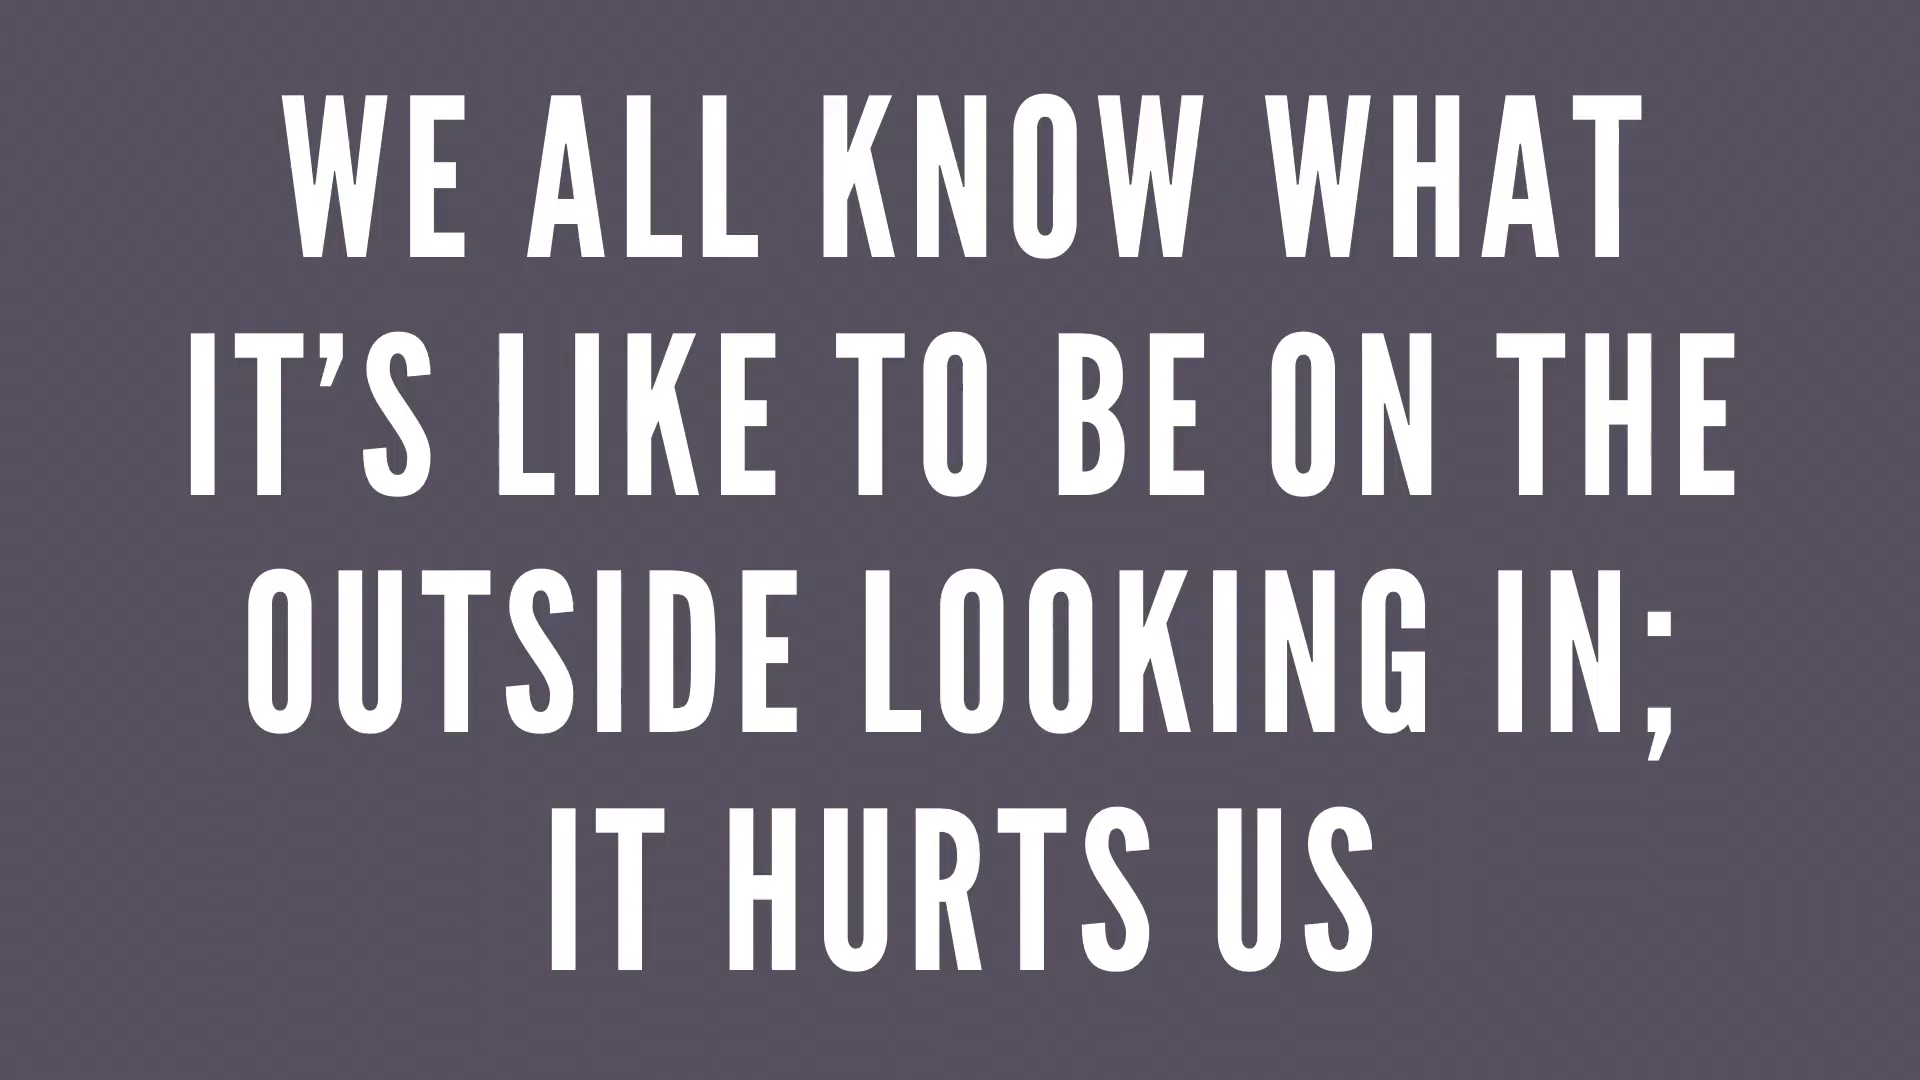 WE ALL KNOW WHAT
IT’S LIKE TO BE ON THE
OUTSIDE LOOKING IN;
IT HURTS US